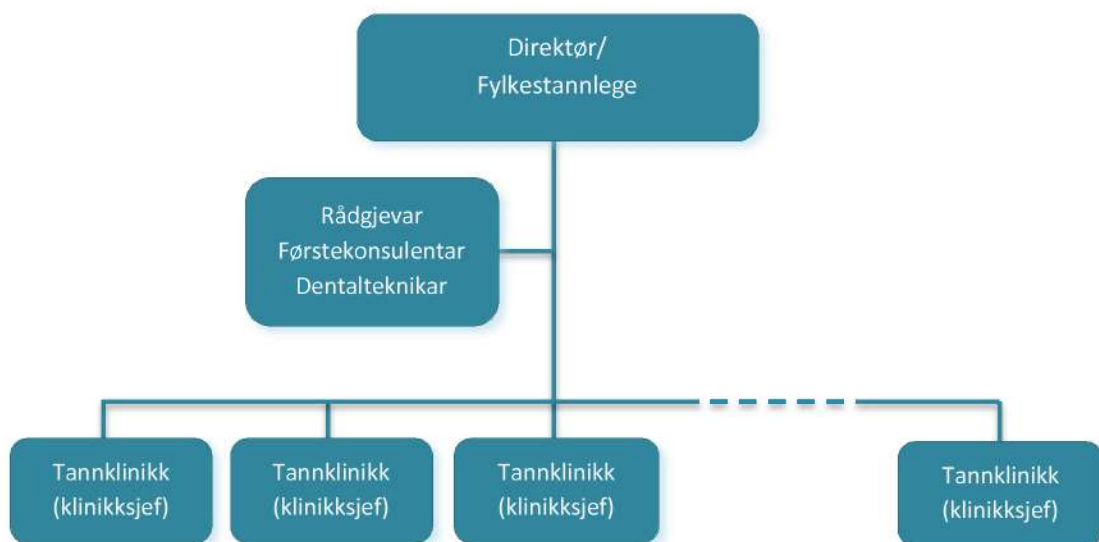 Direktør/
Fylkestannlege
Rådgjevar
Førstekonsulentar
Dentalteknikar
Tannklinikk
(klinikksjef)
Tannklinikk
(klinikksjef)
Tannklinikk
(klinikksjef)
Tannklinikk
(klinikksjef)